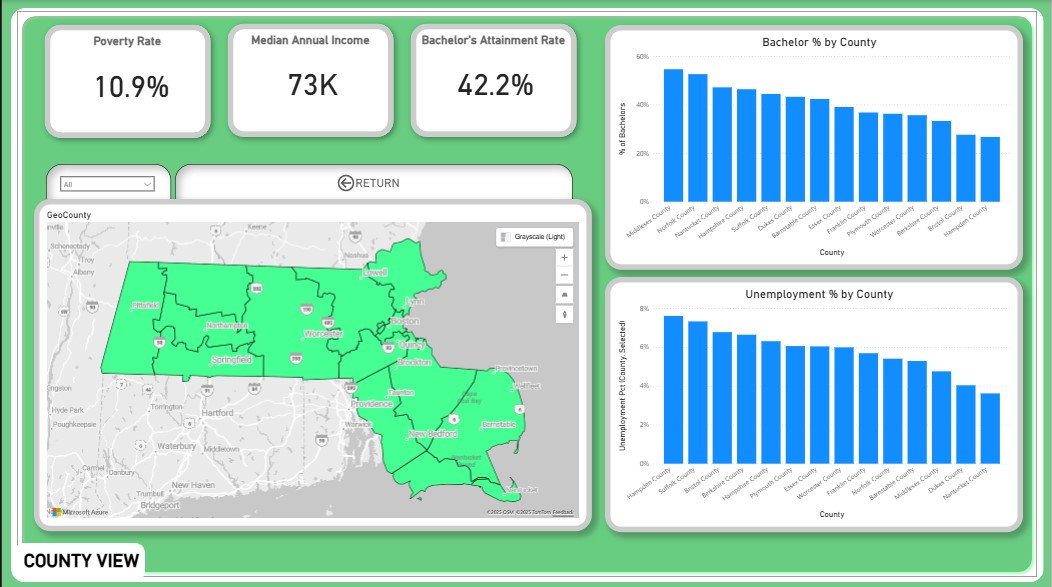 Poverty Rate
10.9%
Median Annual Income
73K
Bachelor's Attainment Rate
42.2%
All
RETURN
GeoCounty
Grayscale (Light)
+
−
Schenectady
Troy
Albany
Keene
Nashua
Lowell
Lynn
Boston
Quincy
Brockton
Pittsfield
Northampton
Worcester
Springfield
Provincetown
Wellfleet
Taunton
Providence
Warwick
New Bedford
Barnstable
Nantucket
Kingston
Hyde Park
Poughkeepsie
Torrington
Hartford
Waterbury
Middletown
Carmel
Danbury
New Haven
Trumbull
Bridgeport
Microsoft Azure
©2025 OSM ©2025 TomTom Feedback
Bachelor % by County
% of Bachelors
60%
40%
20%
0%
Middlesex County
Norfolk County
Nantucket County
Hampshire County
Suffolk County
Dukes County
Barnstable County
Essex County
Franklin County
Plymouth County
Worcester County
Berkshire County
Bristol County
Hampden County
County
Unemployment % by County
Unemployment Pct (County, Selected)
8%
6%
4%
2%
0%
Hampden County
Suffolk County
Bristol County
Berkshire County
Hampshire County
Plymouth County
Essex County
Worcester County
Franklin County
Norfolk County
Barnstable County
Middlesex County
Dukes County
Nantucket County
County
COUNTY VIEW